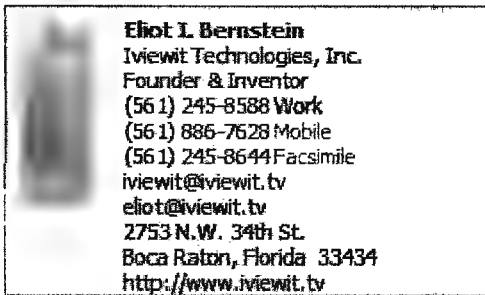 Eliot I. Bernstein
Iviewit Technologies, Inc.
Founder & Inventor
(561) 245-8588 Work
(561) 886-7628 Mobile
(561) 245-8644 Facsimile
iviewit@iviewit.tv
eliot@iviewit.tv
2753 N.W. 34th St.
Boca Raton, Florida 33434
http://www.iviewit.tv